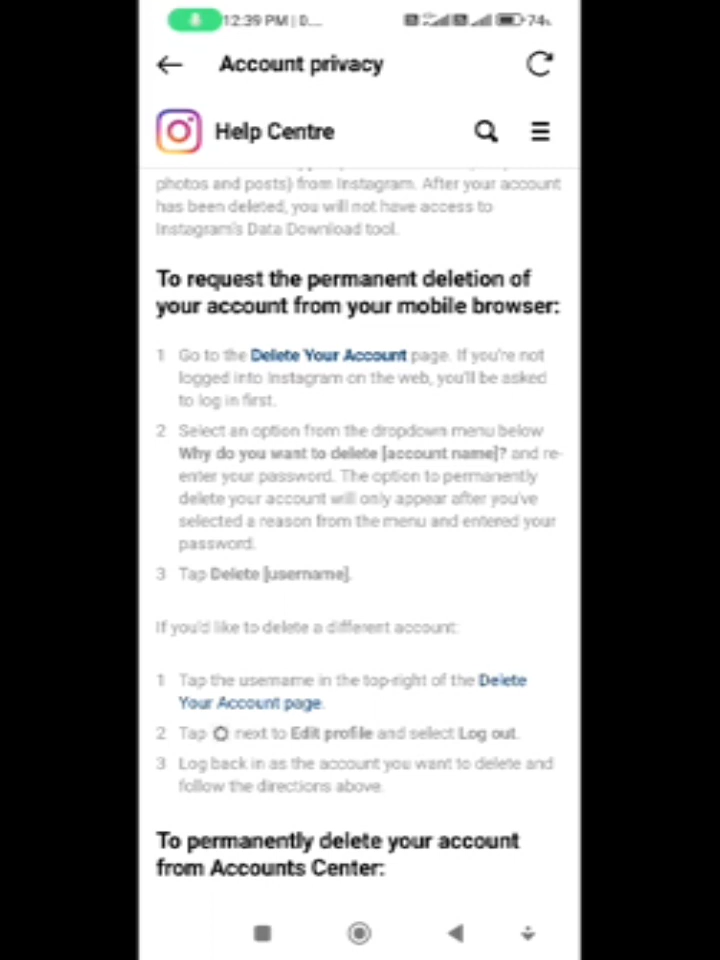 12:39 PM | 0....
74
Account privacy
Help Centre
photos and posts) from Instagram. After your account
has been deleted, you will not have access to
Instagram's Data Download tool.
To request the permanent deletion of
your account from your mobile browser:
1 Go to the Delete Your Account page. If you're not
logged into Instagram on the web, you'll be asked
to log in first.
2 Select an option from the dropdown menu below
Why do you want to delete [account name]? and re-
enter your password. The option to permanently
delete your account will only appear after you've
selected a reason from the menu and entered your
password.
3 Tap Delete [username].
If you'd like to delete a different account:
1 Tap the username in the top-right of the Delete
Your Account page.
2 Tap next to Edit profile and select Log out.
3 Log back in as the account you want to delete and
follow the directions above.
To permanently delete your account
from Accounts Center: